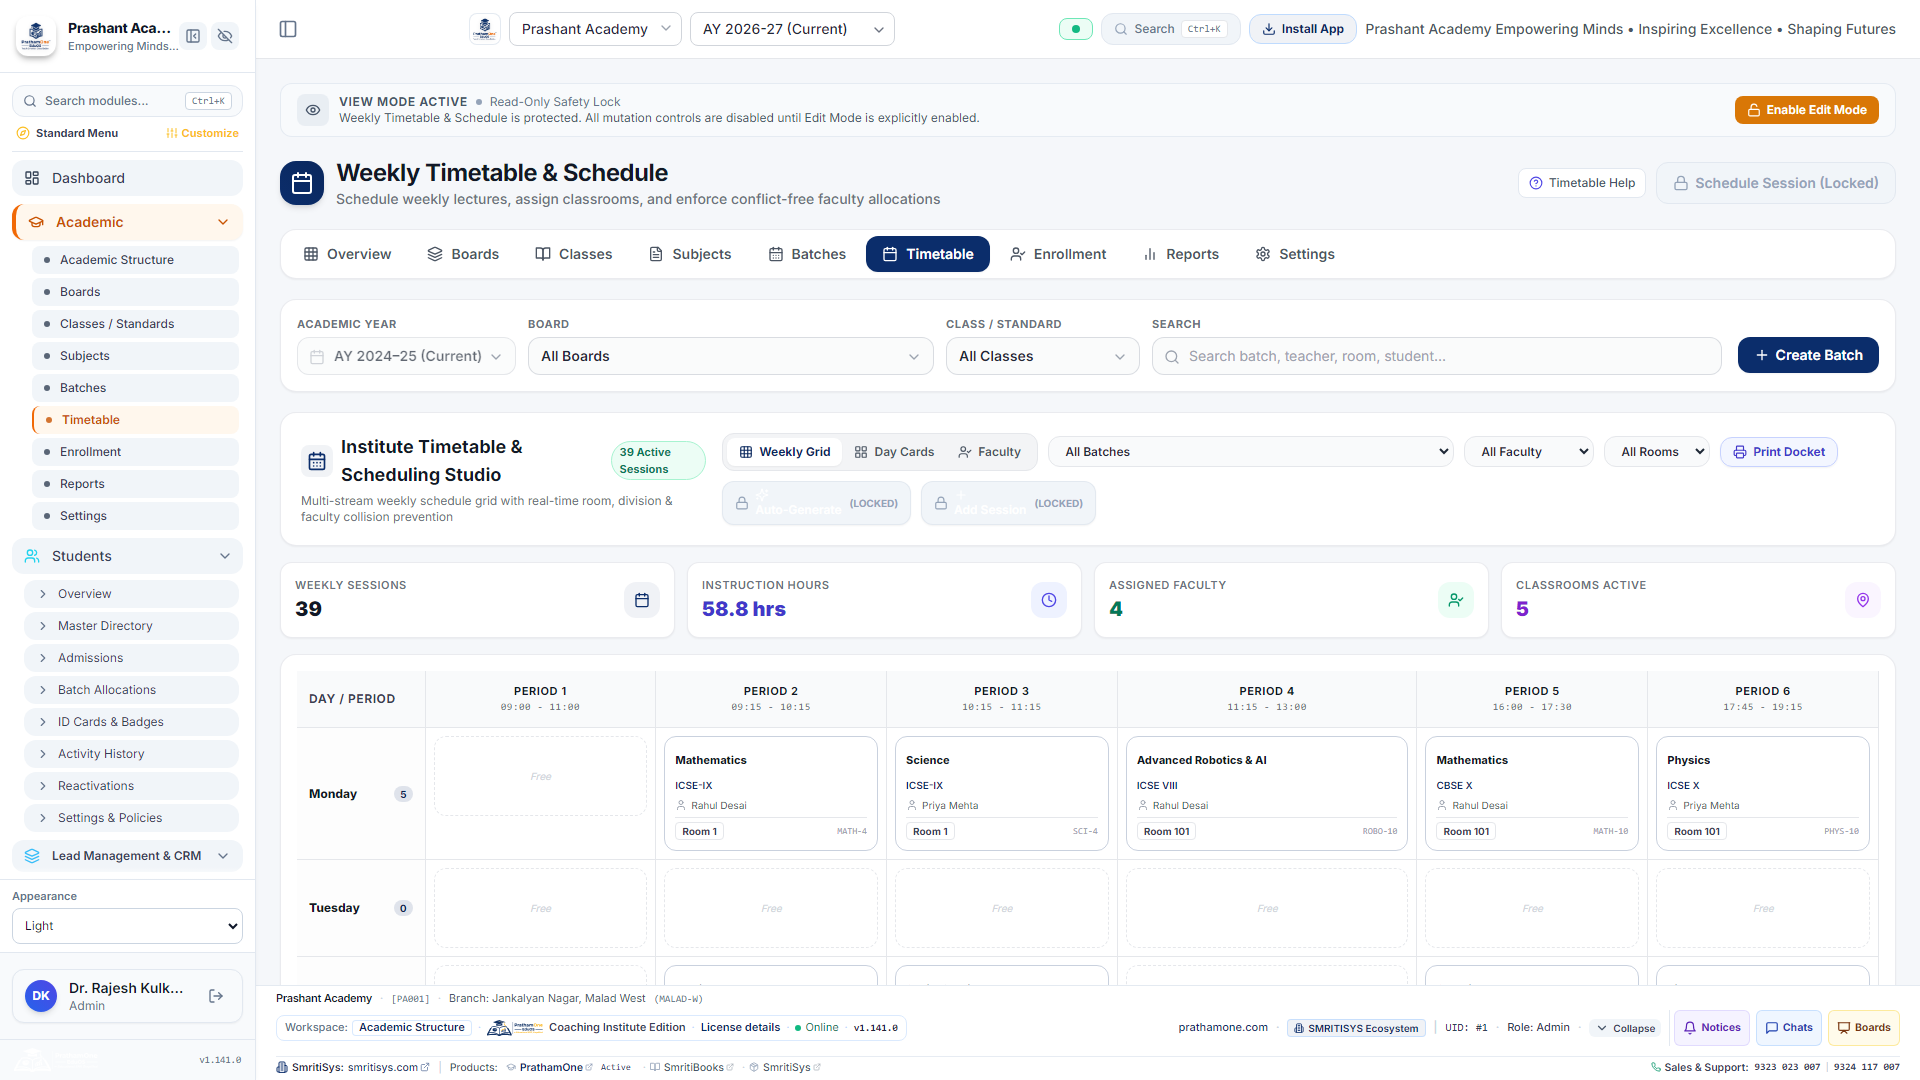 Prashant Aca...
Empowering Minds...
Search modules... Ctrl+K
Standard Menu Customize
Dashboard
Academic
Academic Structure
Boards
Classes / Standards
Subjects
Batches
Timetable
Enrollment
Reports
Settings
Students
Overview
Master Directory
Admissions
Batch Allocations
ID Cards & Badges
Activity History
Reactivations
Settings & Policies
Lead Management & CRM
Appearance
Light
DK
Dr. Rajesh Kulk...
Admin
v1.141.0
Prashant Academy
AY 2026-27 (Current)
Search Ctrl+K
Install App
Prashant Academy Empowering Minds • Inspiring Excellence • Shaping Futures
VIEW MODE ACTIVE Read-Only Safety Lock
Weekly Timetable & Schedule is protected. All mutation controls are disabled until Edit Mode is explicitly enabled.
Enable Edit Mode
Weekly Timetable & Schedule
Schedule weekly lectures, assign classrooms, and enforce conflict-free faculty allocations
Timetable Help
Schedule Session (Locked)
Overview Boards Classes Subjects Batches Timetable Enrollment Reports Settings
ACADEMIC YEAR BOARD CLASS / STANDARD SEARCH
AY 2024–25 (Current) All Boards All Classes Search batch, teacher, room, student...
+ Create Batch
Institute Timetable & Scheduling Studio
39 Active Sessions
Multi-stream weekly schedule grid with real-time room, division & faculty collision prevention
Weekly Grid Day Cards Faculty
All Batches All Faculty All Rooms Print Docket
Auto-Generate (LOCKED)
Add Session (LOCKED)
WEEKLY SESSIONS
39
INSTRUCTION HOURS
58.8 hrs
ASSIGNED FACULTY
4
CLASSROOMS ACTIVE
5
DAY / PERIOD
PERIOD 1
09:00 - 11:00
PERIOD 2
09:15 - 10:15
PERIOD 3
10:15 - 11:15
PERIOD 4
11:15 - 13:00
PERIOD 5
16:00 - 17:30
PERIOD 6
17:45 - 19:15
Monday 5
Free
Mathematics
ICSE-IX
Rahul Desai
Room 1 MATH-4
Science
ICSE-IX
Priya Mehta
Room 1 SCI-4
Advanced Robotics & AI
ICSE VIII
Rahul Desai
Room 101 ROBO-10
Mathematics
CBSE X
Rahul Desai
Room 101 MATH-10
Physics
ICSE X
Priya Mehta
Room 101 PHYS-10
Tuesday 0
Free Free Free Free Free Free
Prashant Academy · [PA001] · Branch: Jankalyan Nagar, Malad West (MALAD-W)
Workspace: Academic Structure · Coaching Institute Edition · License details · Online · v1.141.0
prathamone.com · SMRITISYS Ecosystem | UID: #1 · Role: Admin · Collapse
Notices Chats Boards
SmritiSys: smritisys.com | Products: PrathamOne Active · SmritiBooks · SmritiSys
Sales & Support: 9323 023 007 | 9324 117 007